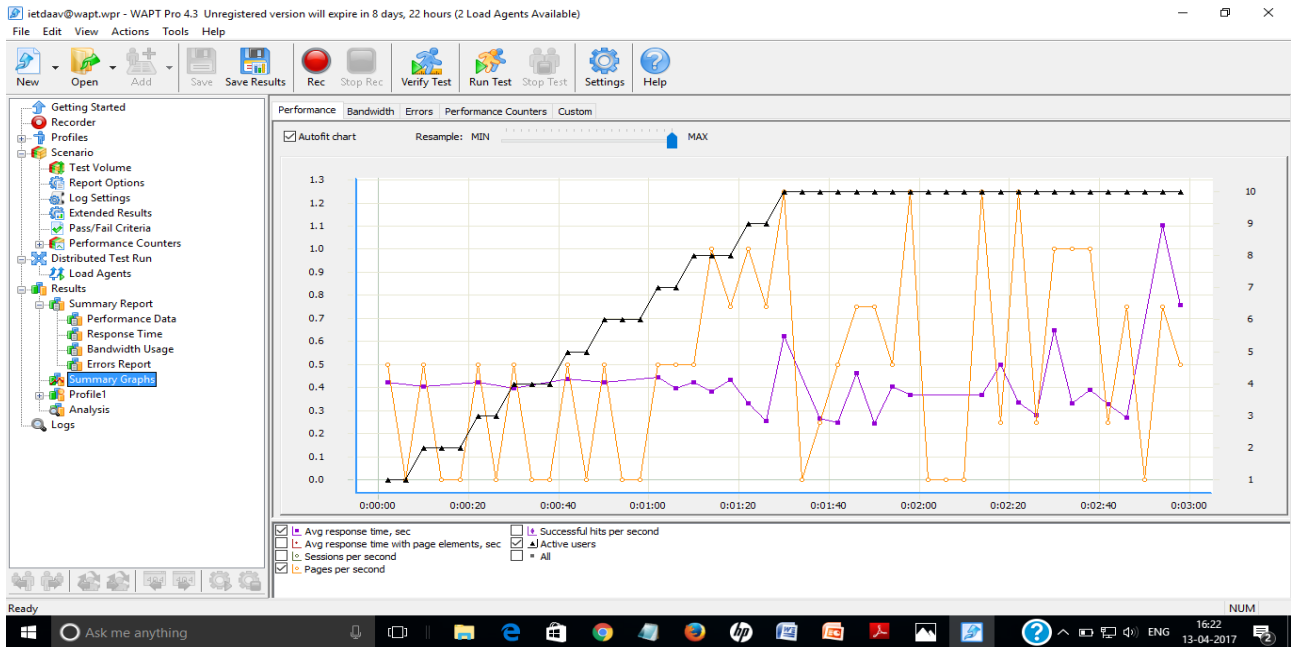 ietdaav@wapt.wpr - WAPT Pro 4.3 Unregistered version will expire in 8 days, 22 hours (2 Load Agents Available)
File Edit View Actions Tools Help
New Open Add Save Save Results Rec Stop Rec Verify Test Run Test Stop Test Settings Help
Getting Started
Recorder
Profiles
Scenario
Test Volume
Report Options
Log Settings
Extended Results
Pass/Fail Criteria
Performance Counters
Distributed Test Run
Load Agents
Results
Summary Report
Performance Data
Response Time
Bandwidth Usage
Errors Report
Summary Graphs
Profile1
Analysis
Logs
Performance Bandwidth Errors Performance Counters Custom
Autofit chart Resample: MIN MAX
1.3
1.2
1.1
1.0
0.9
0.8
0.7
0.6
0.5
0.4
0.3
0.2
0.1
0.0
10
9
8
7
6
5
4
3
2
1
0:00:00 0:00:20 0:00:40 0:01:00 0:01:20 0:01:40 0:02:00 0:02:20 0:02:40 0:03:00
Avg response time, sec
Avg response time with page elements, sec
Sessions per second
Pages per second
Successful hits per second
Active users
All
Ready NUM
Ask me anything
ENG
16:22
13-04-2017
2